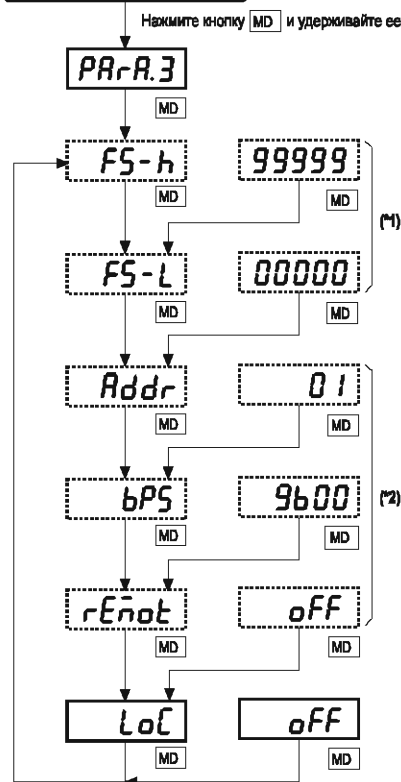 Нажмите кнопку MD и удерживайте ее
PArA.3
MD
FS-h 99999
MD MD
(*1)
FS-L 00000
MD MD
Addr 01
MD MD
bPS 9600
MD MD
(*2)
rEmot oFF
MD MD
LoC oFF
MD MD